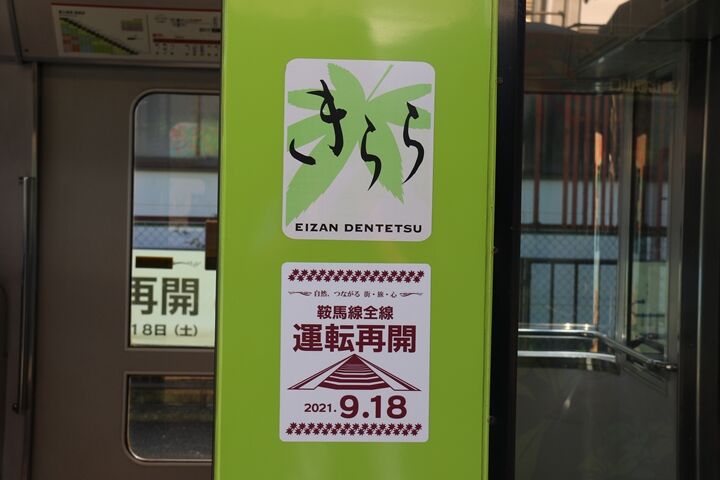 きらら
EIZAN DENTETSU
自然、つながる 街・旅・心
鞍馬線全線
運転再開
2021. 9.18
再開
18日(土)